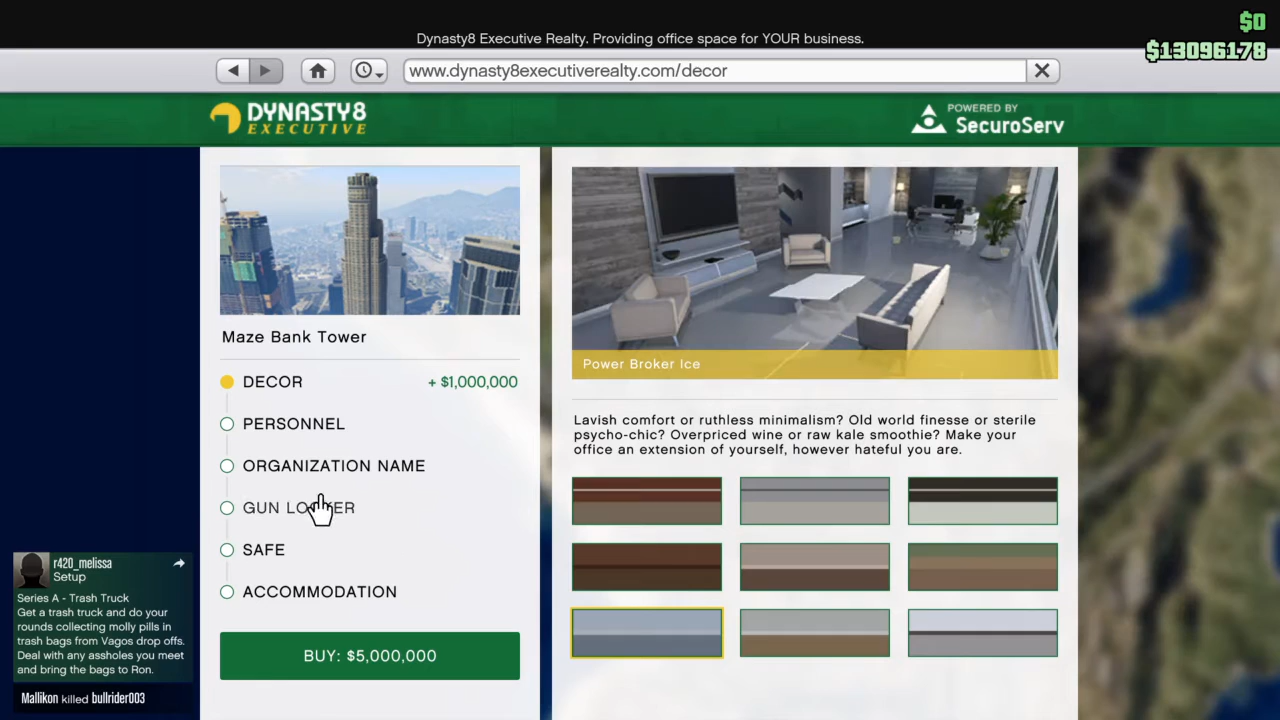 $0
Dynasty8 Executive Realty. Providing office space for YOUR business.
$13096178
www.dynasty8executiverealty.com/decor
DYNASTY8
EXECUTIVE
POWERED BY
SecuroServ
Maze Bank Tower
DECOR + $1,000,000
PERSONNEL
ORGANIZATION NAME
GUN LOCKER
SAFE
ACCOMMODATION
BUY: $5,000,000
Power Broker Ice
Lavish comfort or ruthless minimalism? Old world finesse or sterile
psycho-chic? Overpriced wine or raw kale smoothie? Make your
office an extension of yourself, however hateful you are.
r420_melissa
Setup
Series A - Trash Truck
Get a trash truck and do your
rounds collecting molly pills in
trash bags from Vagos drop offs.
Deal with any assholes you meet
and bring the bags to Ron.
Mallikon killed bullrider003